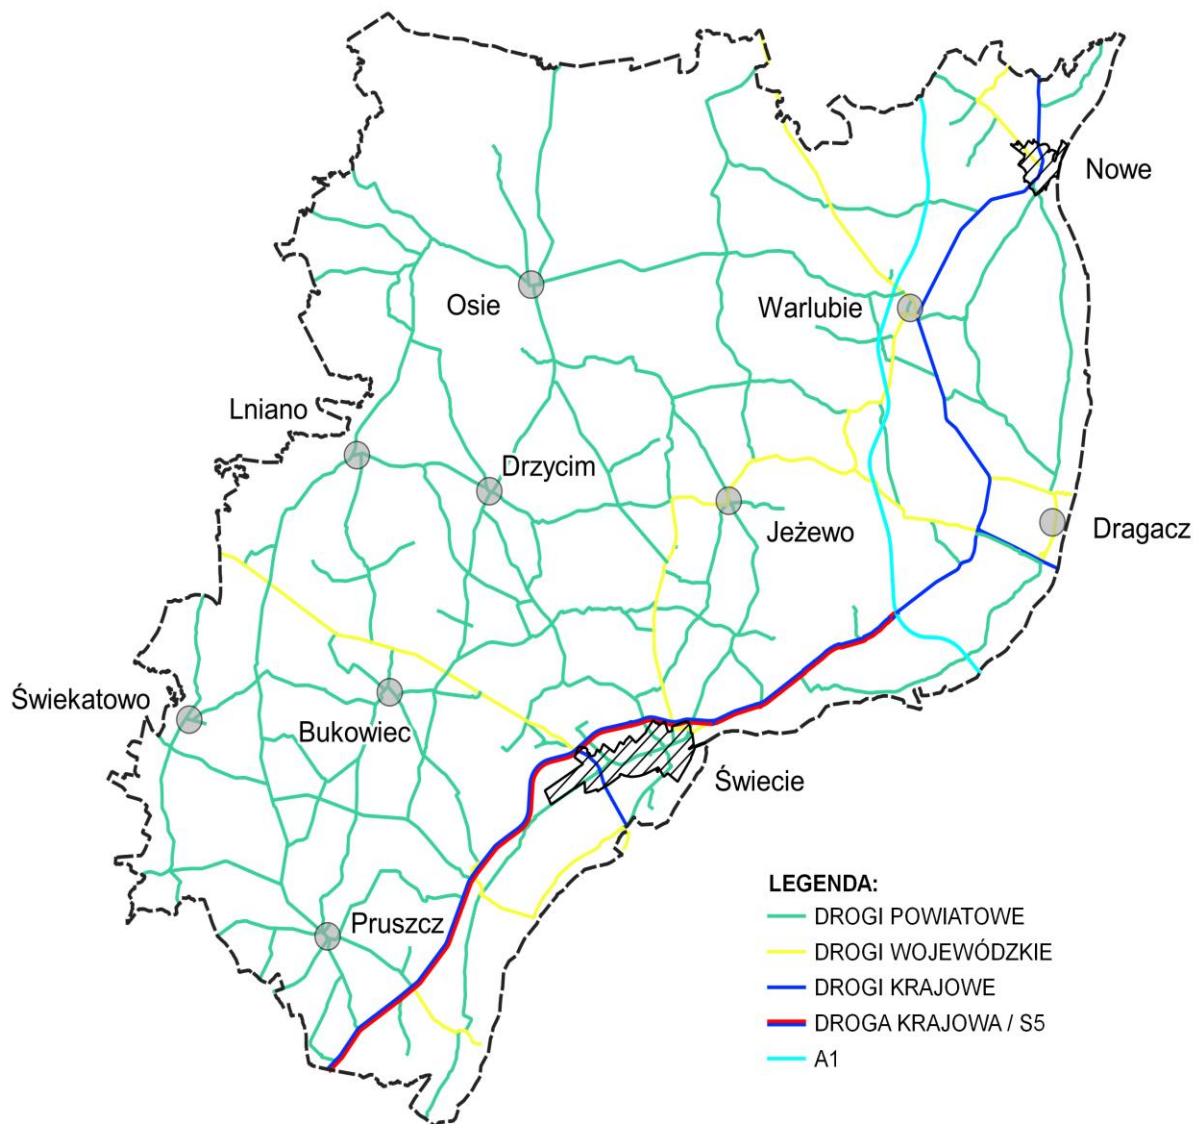 Nowe
Osie
Warlubie
Lniano
Drzycim
Jeżewo
Dragacz
Świekatowo
Bukowiec
Świecie
Pruszcz
LEGENDA:
DROGI POWIATOWE
DROGI WOJEWÓDZKIE
DROGI KRAJOWE
DROGA KRAJOWA / S5
A1